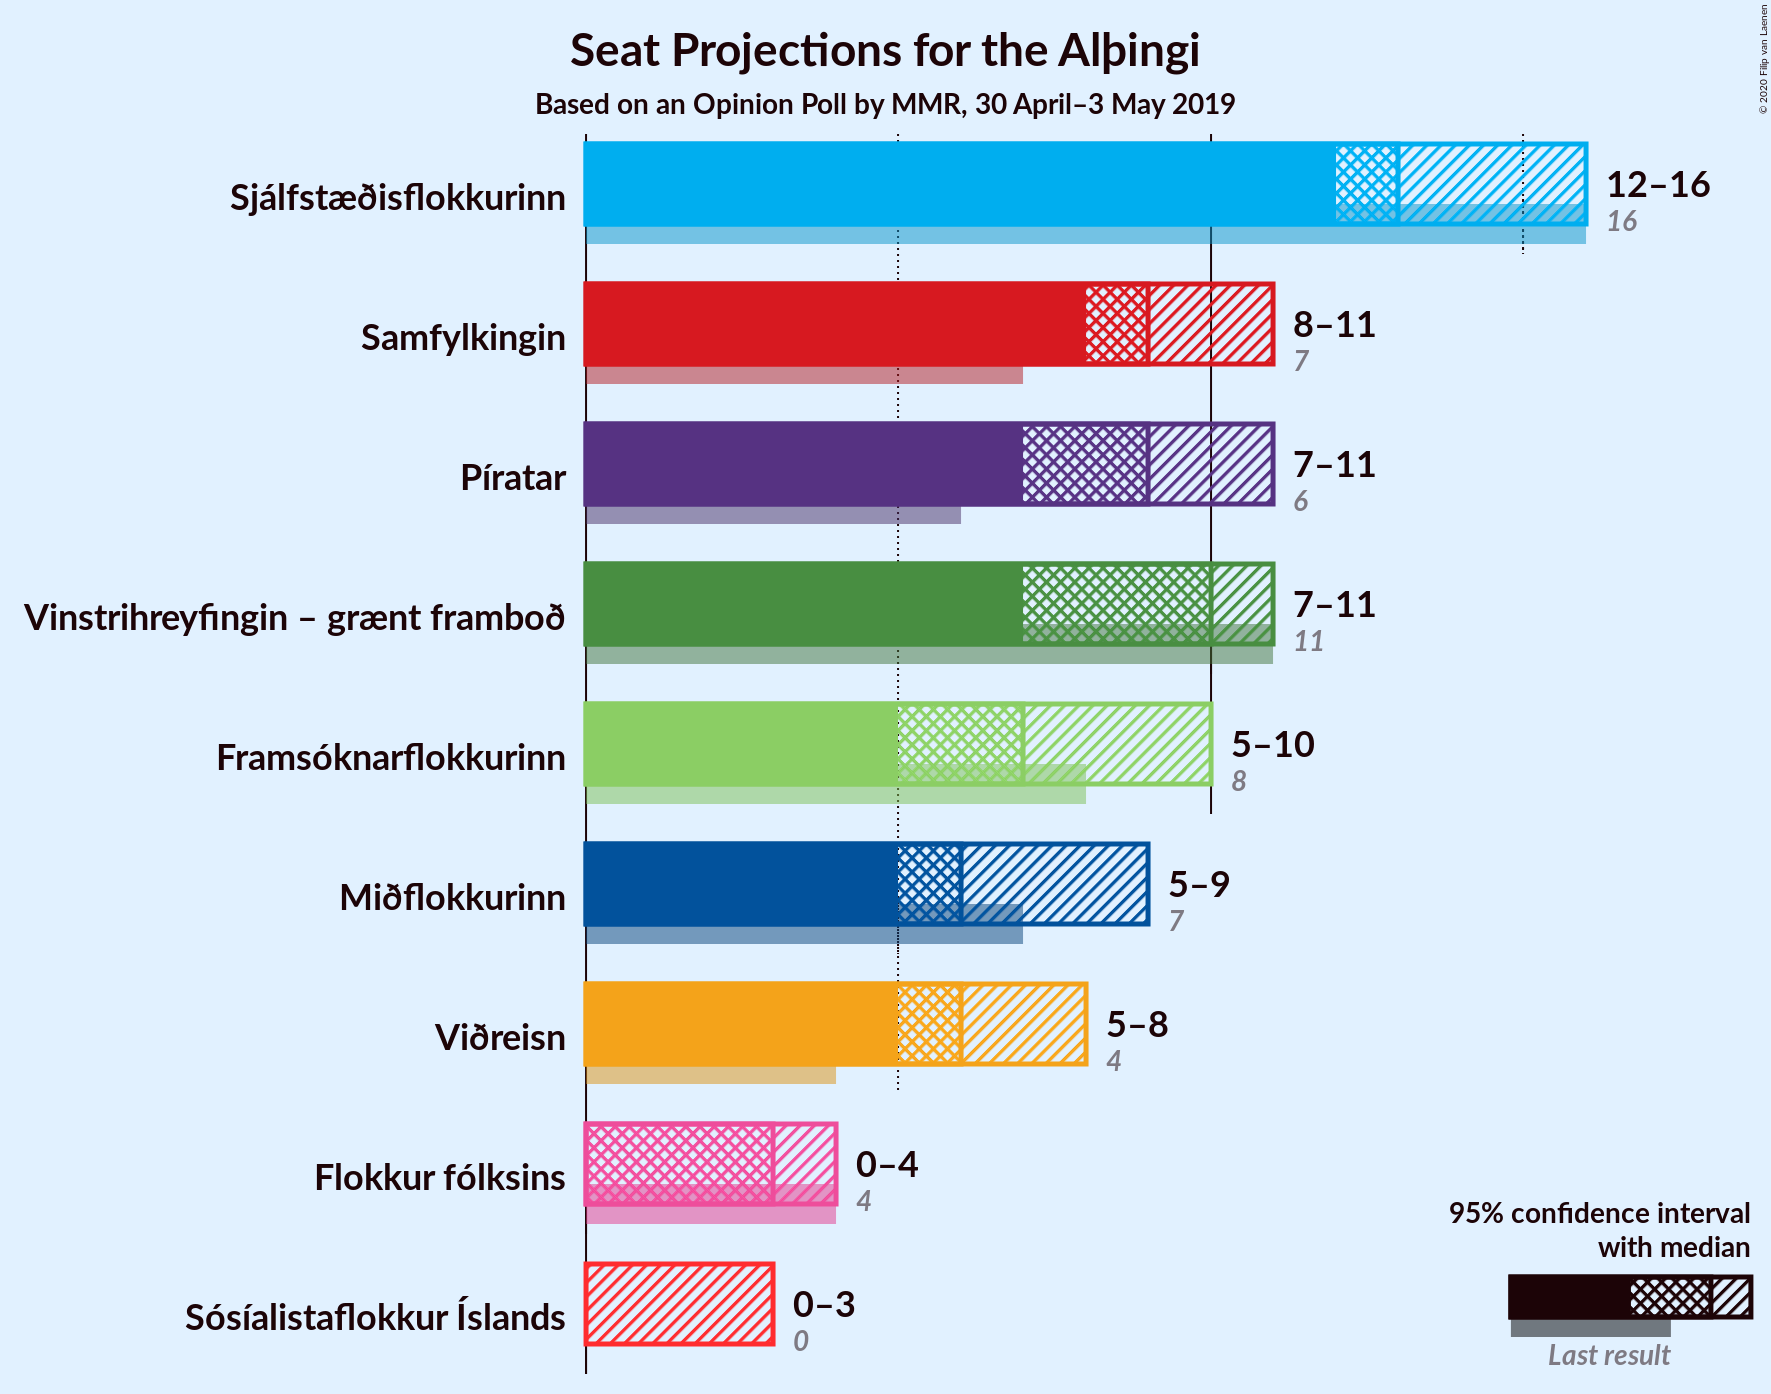 Seat Projections for the Alþingi
Based on an Opinion Poll by MMR, 30 April–3 May 2019
© 2020 Filip van Laenen
Sjálfstæðisflokkurinn
12–16
16
Samfylkingin
8–11
7
Píratar
7–11
6
Vinstrihreyfingin – grænt framboð
7–11
11
Framsóknarflokkurinn
5–10
8
Miðflokkurinn
5–9
7
Viðreisn
5–8
4
Flokkur fólksins
0–4
4
Sósíalistaflokkur Íslands
0–3
0
95% confidence interval
with median
Last result